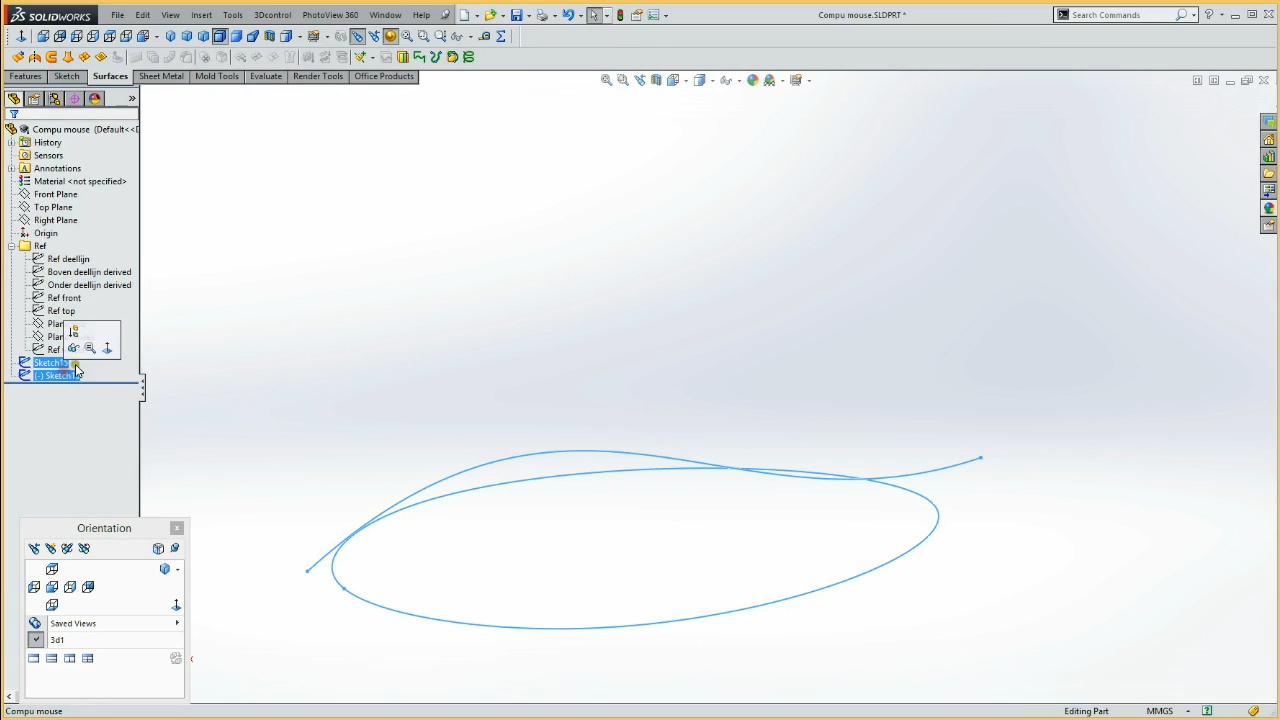 SOLIDWORKS File Edit View Insert Tools 3Dcontrol PhotoView 360 Window Help Compu mouse.SLDPRT * Search Commands
Features Sketch Surfaces Sheet Metal Mold Tools Evaluate Render Tools Office Products
Compu mouse (Default<<D
History
Sensors
Annotations
Material <not specified>
Front Plane
Top Plane
Right Plane
Origin
Ref
Ref deellijn
Boven deellijn derived
Onder deellijn derived
Ref front
Ref top
Ref
(-) Sketch
Orientation
Saved Views
3d1
Compu mouse Editing Part MMGS